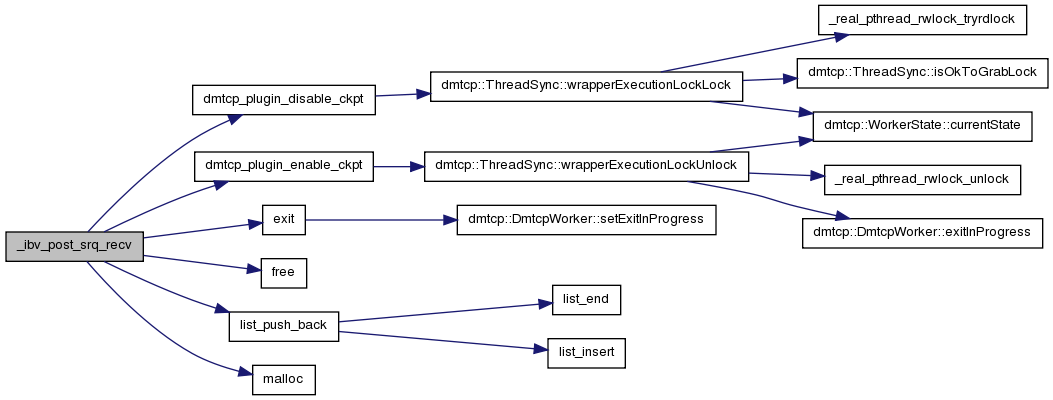 _real_pthread_rwlock_tryrdlock
dmtcp::ThreadSync::isOkToGrabLock
dmtcp::ThreadSync::wrapperExecutionLockLock
dmtcp_plugin_disable_ckpt
dmtcp::WorkerState::currentState
dmtcp_plugin_enable_ckpt
dmtcp::ThreadSync::wrapperExecutionLockUnlock
_real_pthread_rwlock_unlock
exit
dmtcp::DmtcpWorker::setExitInProgress
dmtcp::DmtcpWorker::exitInProgress
_ibv_post_srq_recv
free
list_end
list_push_back
list_insert
malloc